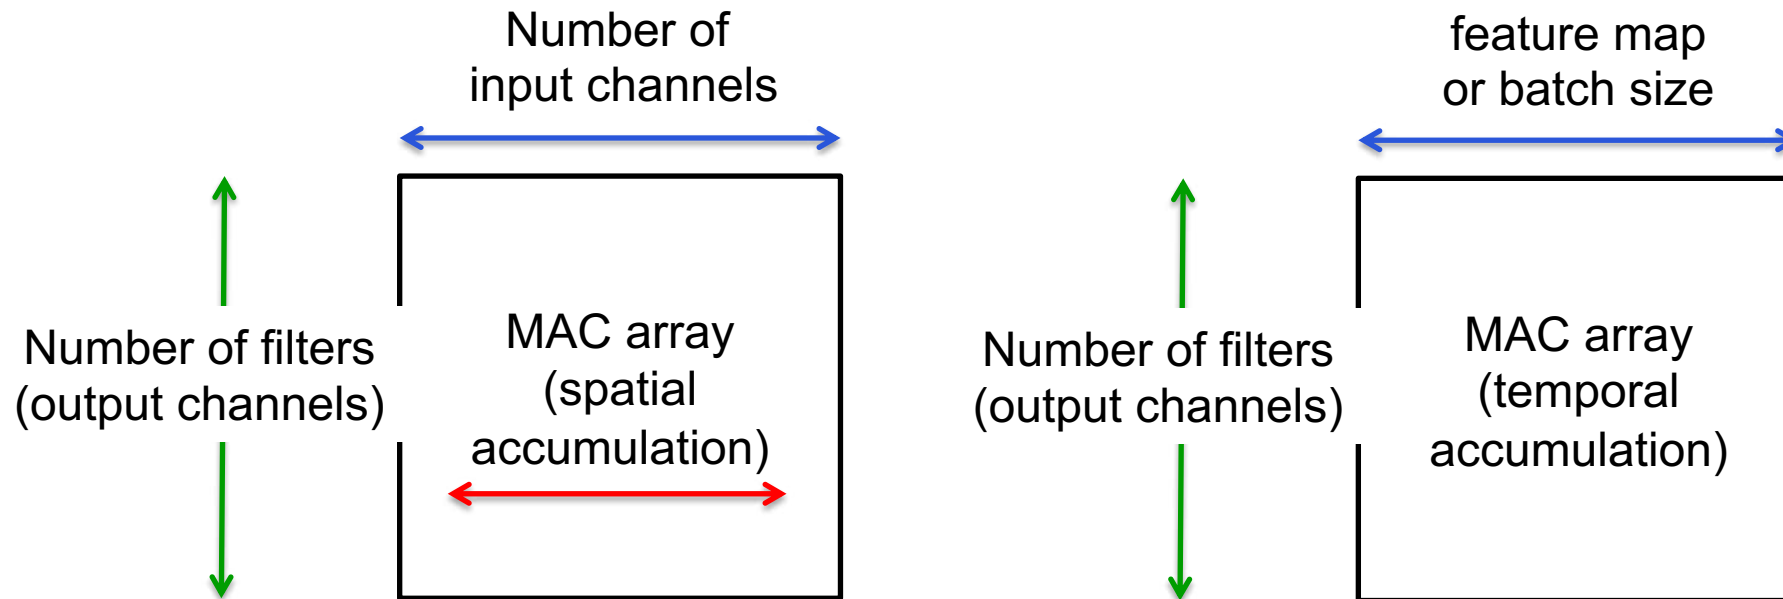 Number of
input channels
Number of filters
(output channels)
MAC array
(spatial
accumulation)
feature map
or batch size
Number of filters
(output channels)
MAC array
(temporal
accumulation)